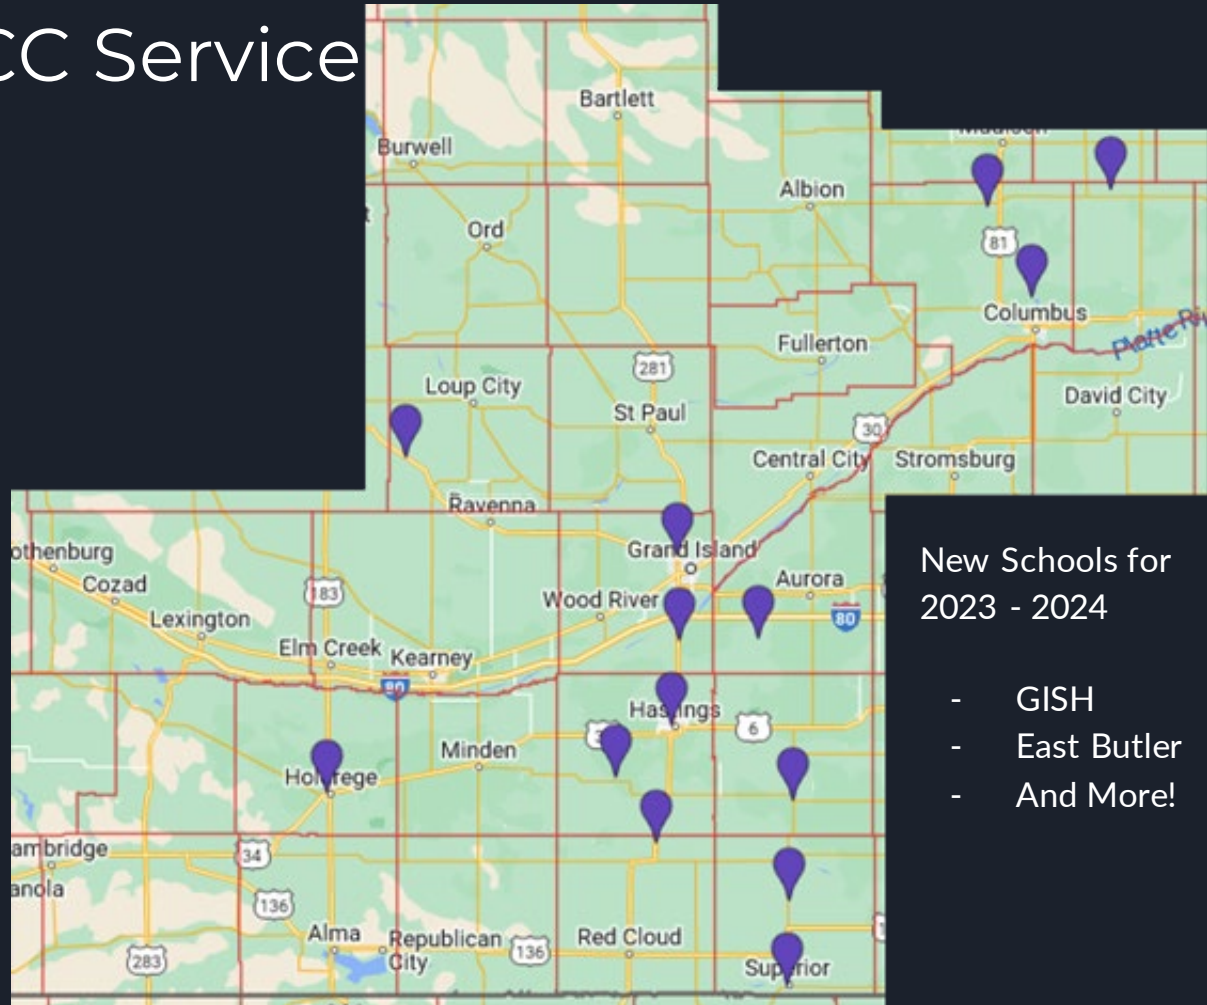 CC Service
Bartlett
Burwell
Albion
Ord
81
Columbus
Fullerton
Platte
281
Loup City
St Paul
David City
30
Central City
Stromsburg
Ravenna
Grand Island
New Schools for
2023 - 2024
othenburg
Cozad
183
Wood River
Aurora
80
Lexington
Elm Creek
Kearney
80
Hastings
6
- GISH
- East Butler
- And More!
Minden
Holdrege
ambridge
34
anola
136
Alma
Republican
City
136
Red Cloud
283
Superior